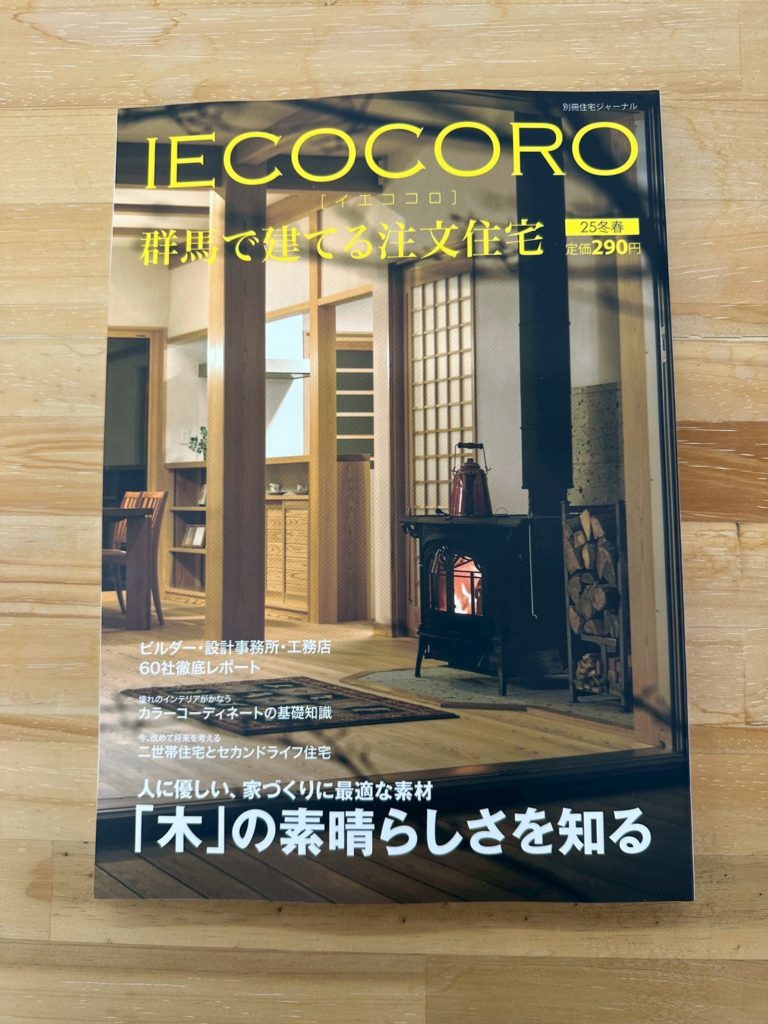 別冊住宅ジャーナル
IECOCORO
[イエココロ]
群馬で建てる注文住宅
25冬春
定価290円
ビルダー・設計事務所・工務店
60社徹底レポート
憧れのインテリアがかなう
カラーコーディネートの基礎知識
今、改めて将来を考える
二世帯住宅とセカンドライフ住宅
人に優しい、家づくりに最適な素材
「木」の素晴らしさを知る